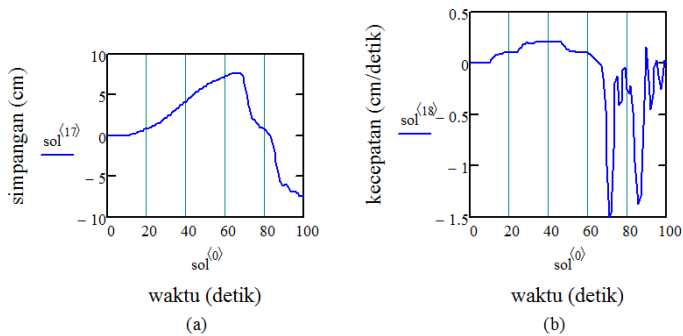 10
5
0
− 5
− 10
simpangan (cm)
sol⟨17⟩
0 20 40 60 80 100
sol⟨0⟩
waktu (detik)
(a)
0.5
0
− 0.5
− 1
− 1.5
kecepatan (cm/detik)
sol⟨18⟩
0 20 40 60 80 100
sol⟨0⟩
waktu (detik)
(b)